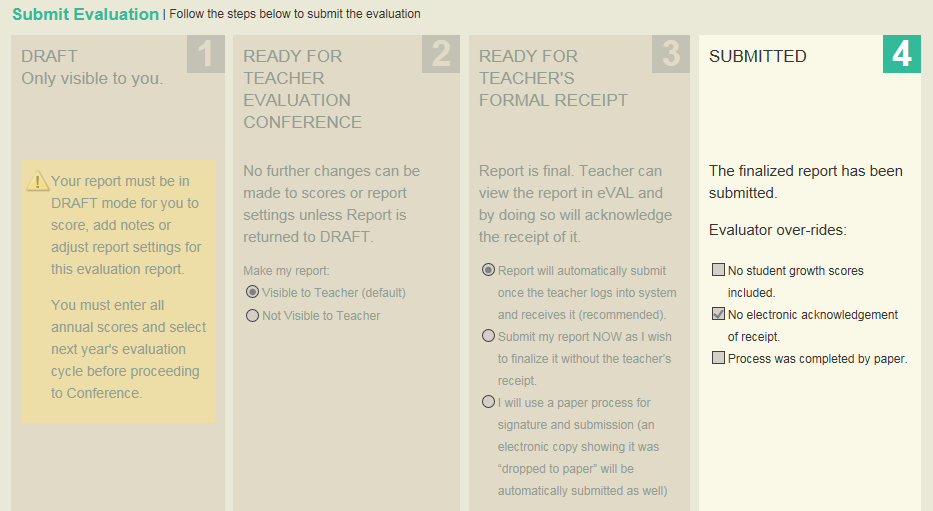 Submit Evaluation | Follow the steps below to submit the evaluation
DRAFT
Only visible to you.
1
Your report must be in
DRAFT mode for you to
score, add notes or
adjust report settings for
this evaluation report.
You must enter all
annual scores and select
next year's evaluation
cycle before proceeding
to Conference.
READY FOR
TEACHER
EVALUATION
CONFERENCE
2
No further changes can be
made to scores or report
settings unless Report is
returned to DRAFT.
Make my report:
Visible to Teacher (default)
Not Visible to Teacher
READY FOR
TEACHER'S
FORMAL RECEIPT
3
Report is final. Teacher can
view the report in eVAL and
by doing so will acknowledge
the receipt of it.
Report will automatically submit
once the teacher logs into system
and receives it (recommended).
Submit my report NOW as I wish
to finalize it without the teacher's
receipt.
I will use a paper process for
signature and submission (an
electronic copy showing it was
“dropped to paper” will be
automatically submitted as well)
SUBMITTED
4
The finalized report has been
submitted.
Evaluator over-rides:
No student growth scores
included.
No electronic acknowledgement
of receipt.
Process was completed by paper.